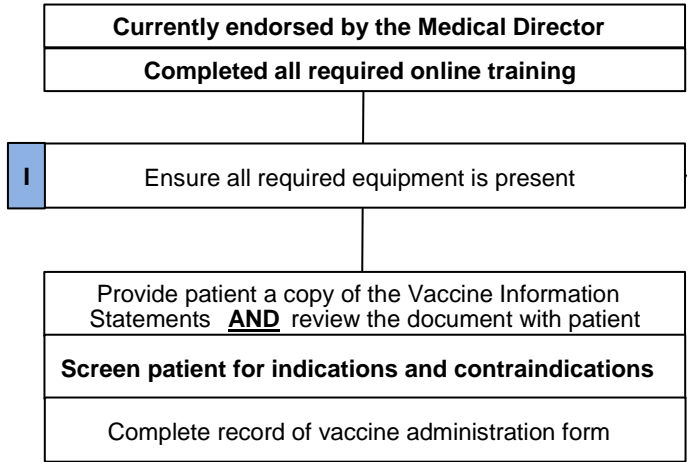 Currently endorsed by the Medical Director
Completed all required online training
I
Ensure all required equipment is present
Provide patient a copy of the Vaccine Information
Statements AND review the document with patient
Screen patient for indications and contraindications
Complete record of vaccine administration form